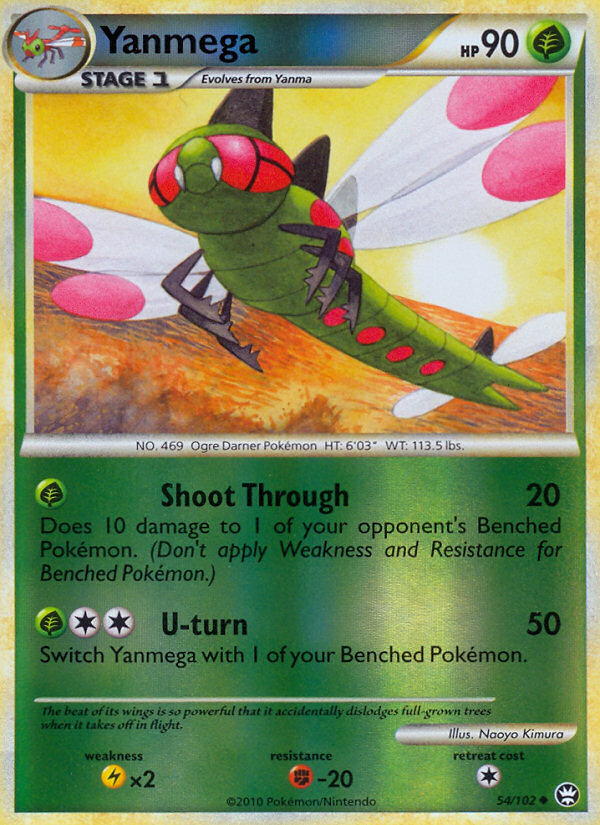 Yanmega
HP 90
STAGE 1
Evolves from Yanma
NO. 469 Ogre Darner Pokémon HT: 6'03" WT: 113.5 lbs.
Shoot Through 20
Does 10 damage to 1 of your opponent's Benched
Pokémon. (Don't apply Weakness and Resistance for
Benched Pokémon.)
U-turn 50
Switch Yanmega with 1 of your Benched Pokémon.
The beat of its wings is so powerful that it accidentally dislodges full-grown trees
when it takes off in flight.
Illus. Naoyo Kimura
weakness resistance retreat cost
×2 -20
©2010 Pokémon/Nintendo 54/102